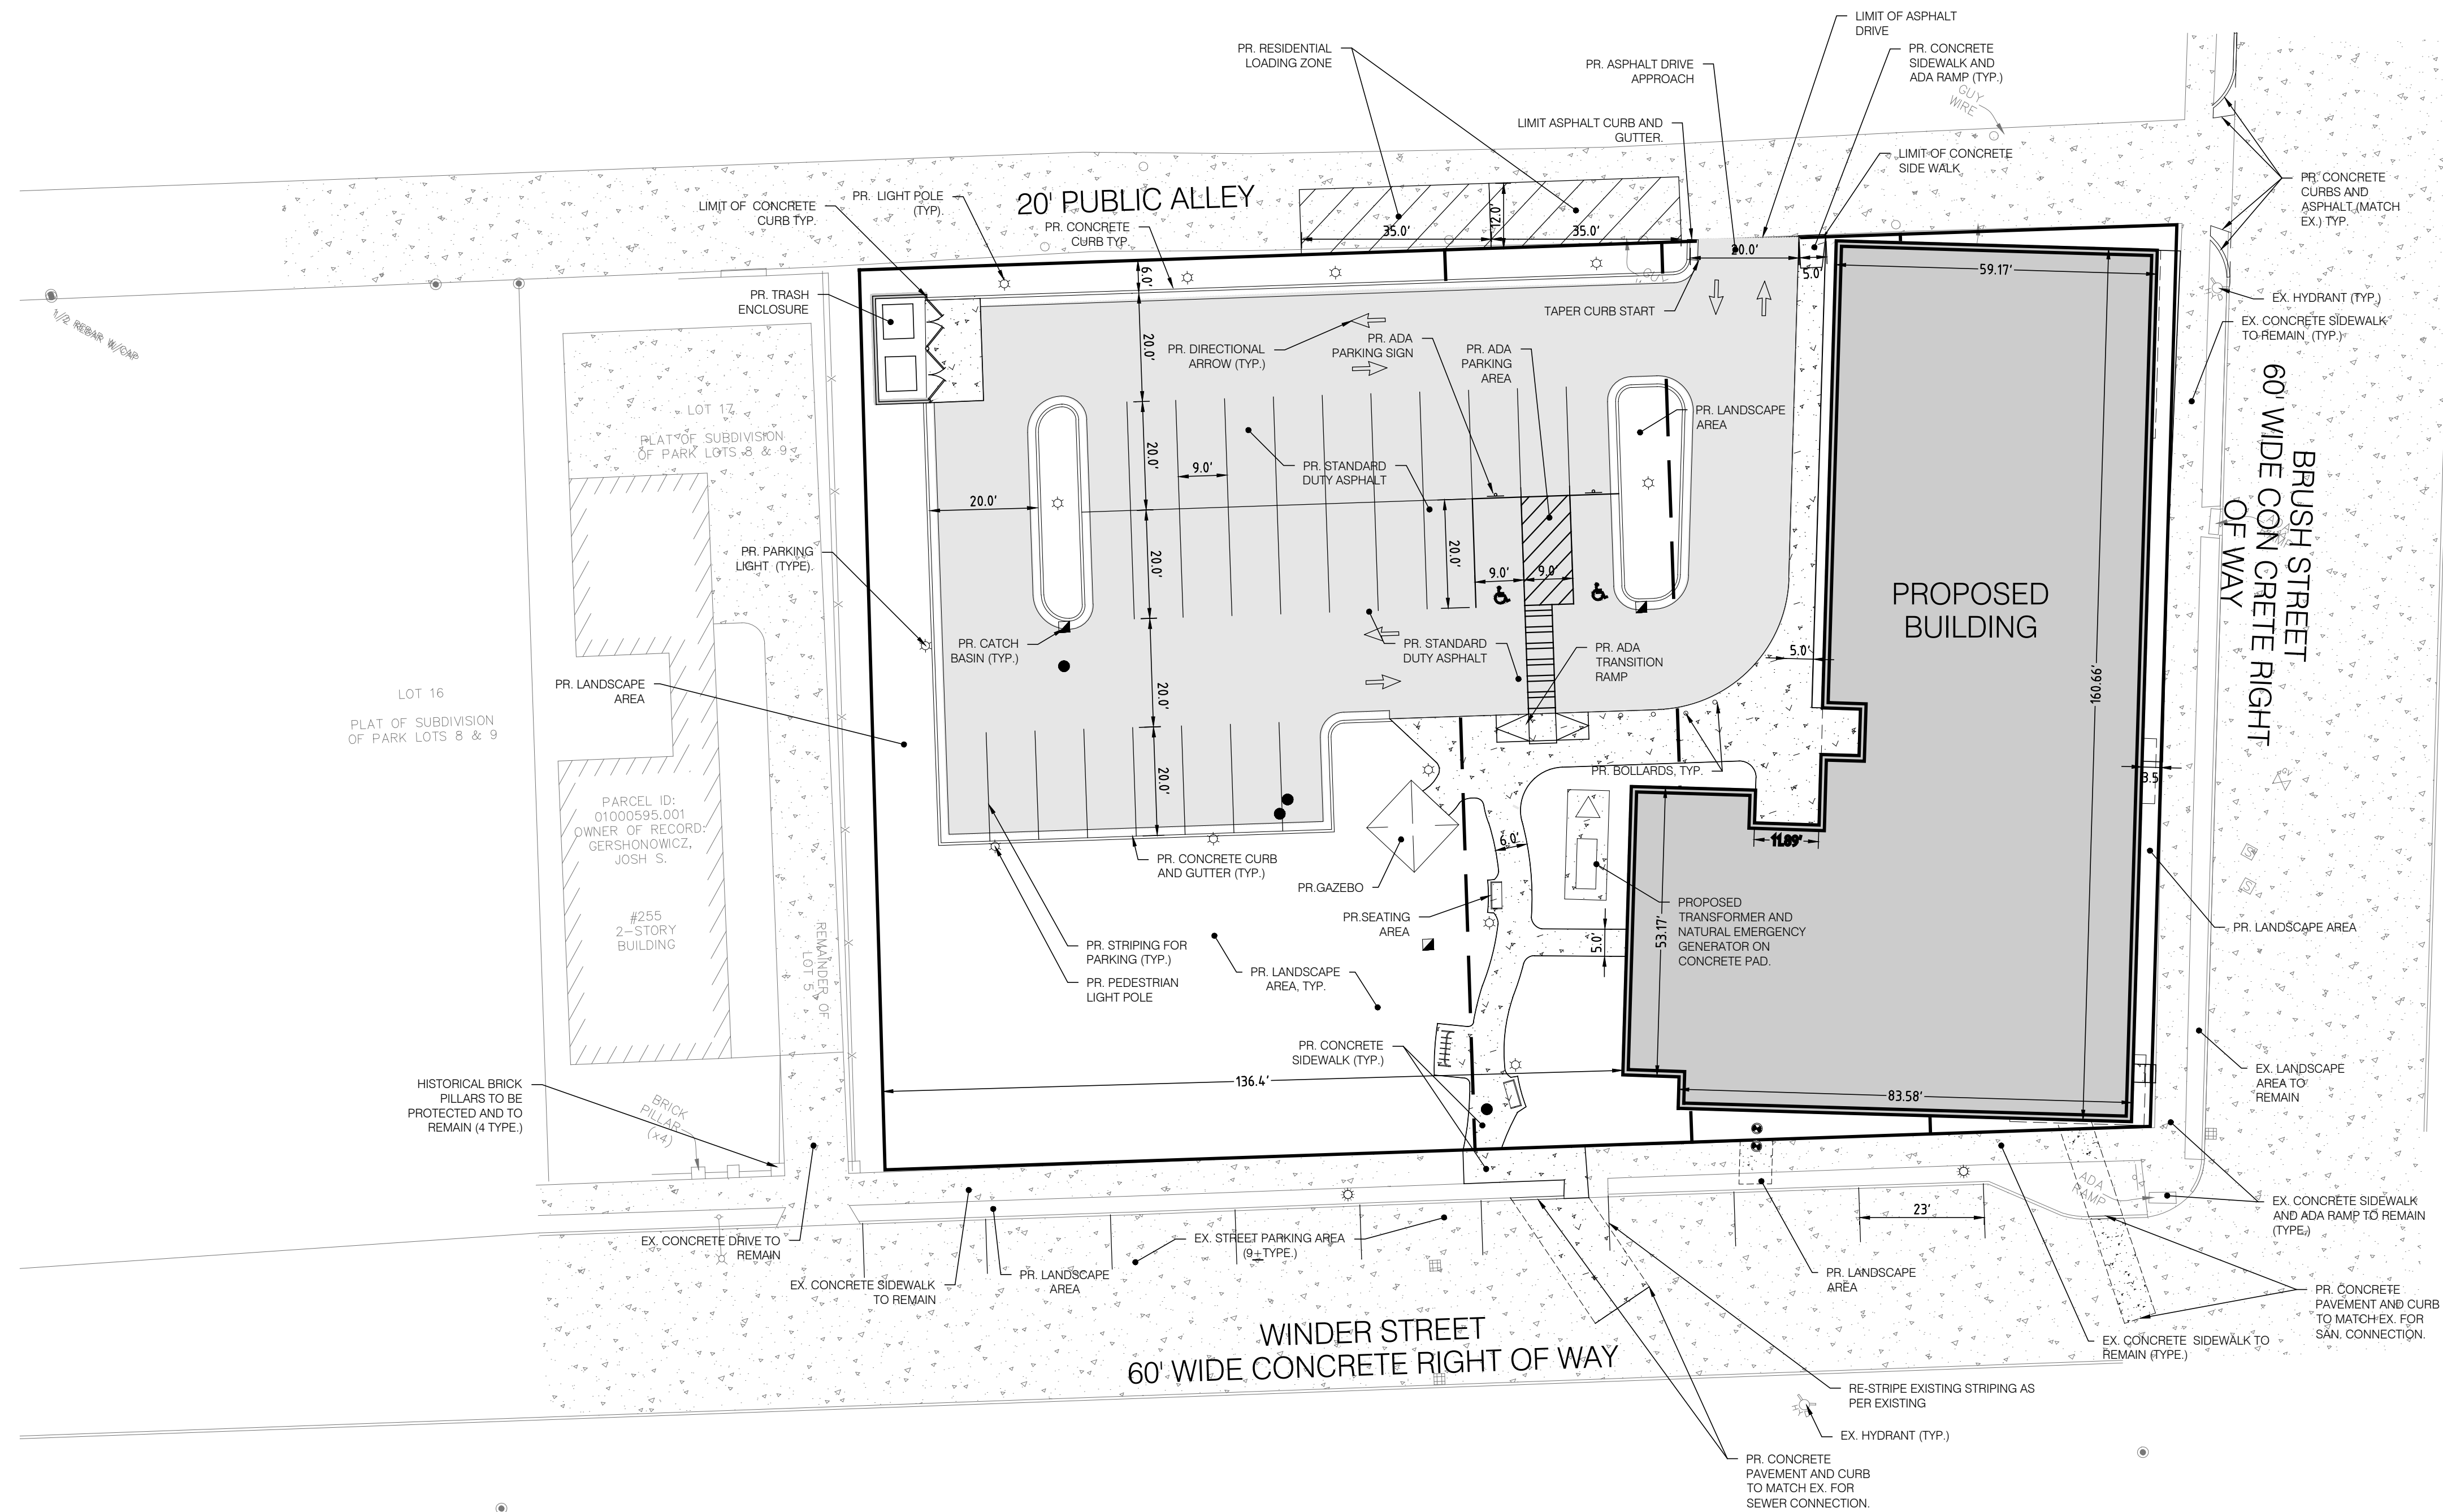 LIMIT OF ASPHALT
DRIVE
PR. RESIDENTIAL
LOADING ZONE
PR. ASPHALT DRIVE
APPROACH
PR. CONCRETE
SIDEWALK AND
ADA RAMP (TYP.)
GUY
WIRE
LIMIT ASPHALT CURB AND
GUTTER.
LIMIT OF CONCRETE
SIDE WALK
PR. CONCRETE
CURBS AND
ASPHALT (MATCH
EX.) TYP.
20' PUBLIC ALLEY
PR. LIGHT POLE
(TYP).
LIMIT OF CONCRETE
CURB TYP.
PR. CONCRETE
CURB TYP.
35.0'
12.0'
35.0'
20.0'
5.0'
59.17'
6.0'
GUY
1/2 REBAR W/CAP
PR. TRASH
ENCLOSURE
TAPER CURB START
EX. HYDRANT (TYP.)
EX. CONCRETE SIDEWALK
TO REMAIN (TYP.)
20.0'
PR. DIRECTIONAL
ARROW (TYP.)
PR. ADA
PARKING SIGN
PR. ADA
PARKING
AREA
LOT 17
PLAT OF SUBDIVISION
OF PARK LOTS 8 & 9
PR. LANDSCAPE
AREA
20.0'
9.0'
PR. STANDARD
DUTY ASPHALT
20.0'
BRUSH STREET
60' WIDE CON CRETE RIGHT
OF WAY
PR. PARKING
LIGHT (TYPE).
20.0'
20.0'
9.0'
9.0'
PROPOSED
BUILDING
PR. CATCH
BASIN (TYP.)
PR. STANDARD
DUTY ASPHALT
PR. ADA
TRANSITION
RAMP
5.0'
160.66'
LOT 16
PLAT OF SUBDIVISION
OF PARK LOTS 8 & 9
PR. LANDSCAPE
AREA
20.0'
20.0'
PR. BOLLARDS, TYP.
3.5
PARCEL ID:
01000595.001
OWNER OF RECORD:
GERSHONOWICZ,
JOSH S.
6.0'
11.89'
PR. CONCRETE CURB
AND GUTTER (TYP.)
PR.GAZEBO
#255
2-STORY
BUILDING
REMAINDER OF
LOT 5
PR.SEATING
AREA
5.0'
53.17'
PROPOSED
TRANSFORMER AND
NATURAL EMERGENCY
GENERATOR ON
CONCRETE PAD.
PR. LANDSCAPE AREA
PR. STRIPING FOR
PARKING (TYP.)
PR. PEDESTRIAN
LIGHT POLE
PR. LANDSCAPE
AREA, TYP.
PR. CONCRETE
SIDEWALK (TYP.)
136.4'
83.58'
EX. LANDSCAPE
AREA TO
REMAIN
HISTORICAL BRICK
PILLARS TO BE
PROTECTED AND TO
REMAIN (4 TYPE.)
BRICK
PILLAR
(x4)
ADA
RAMP
23'
EX. CONCRETE SIDEWALK
AND ADA RAMP TO REMAIN
(TYPE.)
EX. CONCRETE DRIVE TO
REMAIN
EX. STREET PARKING AREA
(9+TYPE.)
EX. CONCRETE SIDEWALK
TO REMAIN
PR. LANDSCAPE
AREA
PR. LANDSCAPE
AREA
PR. CONCRETE
PAVEMENT AND CURB
TO MATCH EX. FOR
SAN. CONNECTION.
WINDER STREET
60' WIDE CONCRETE RIGHT OF WAY
EX. CONCRETE SIDEWALK TO
REMAIN (TYPE.)
RE-STRIPE EXISTING STRIPING AS
PER EXISTING
EX. HYDRANT (TYP.)
PR. CONCRETE
PAVEMENT AND CURB
TO MATCH EX. FOR
SEWER CONNECTION.